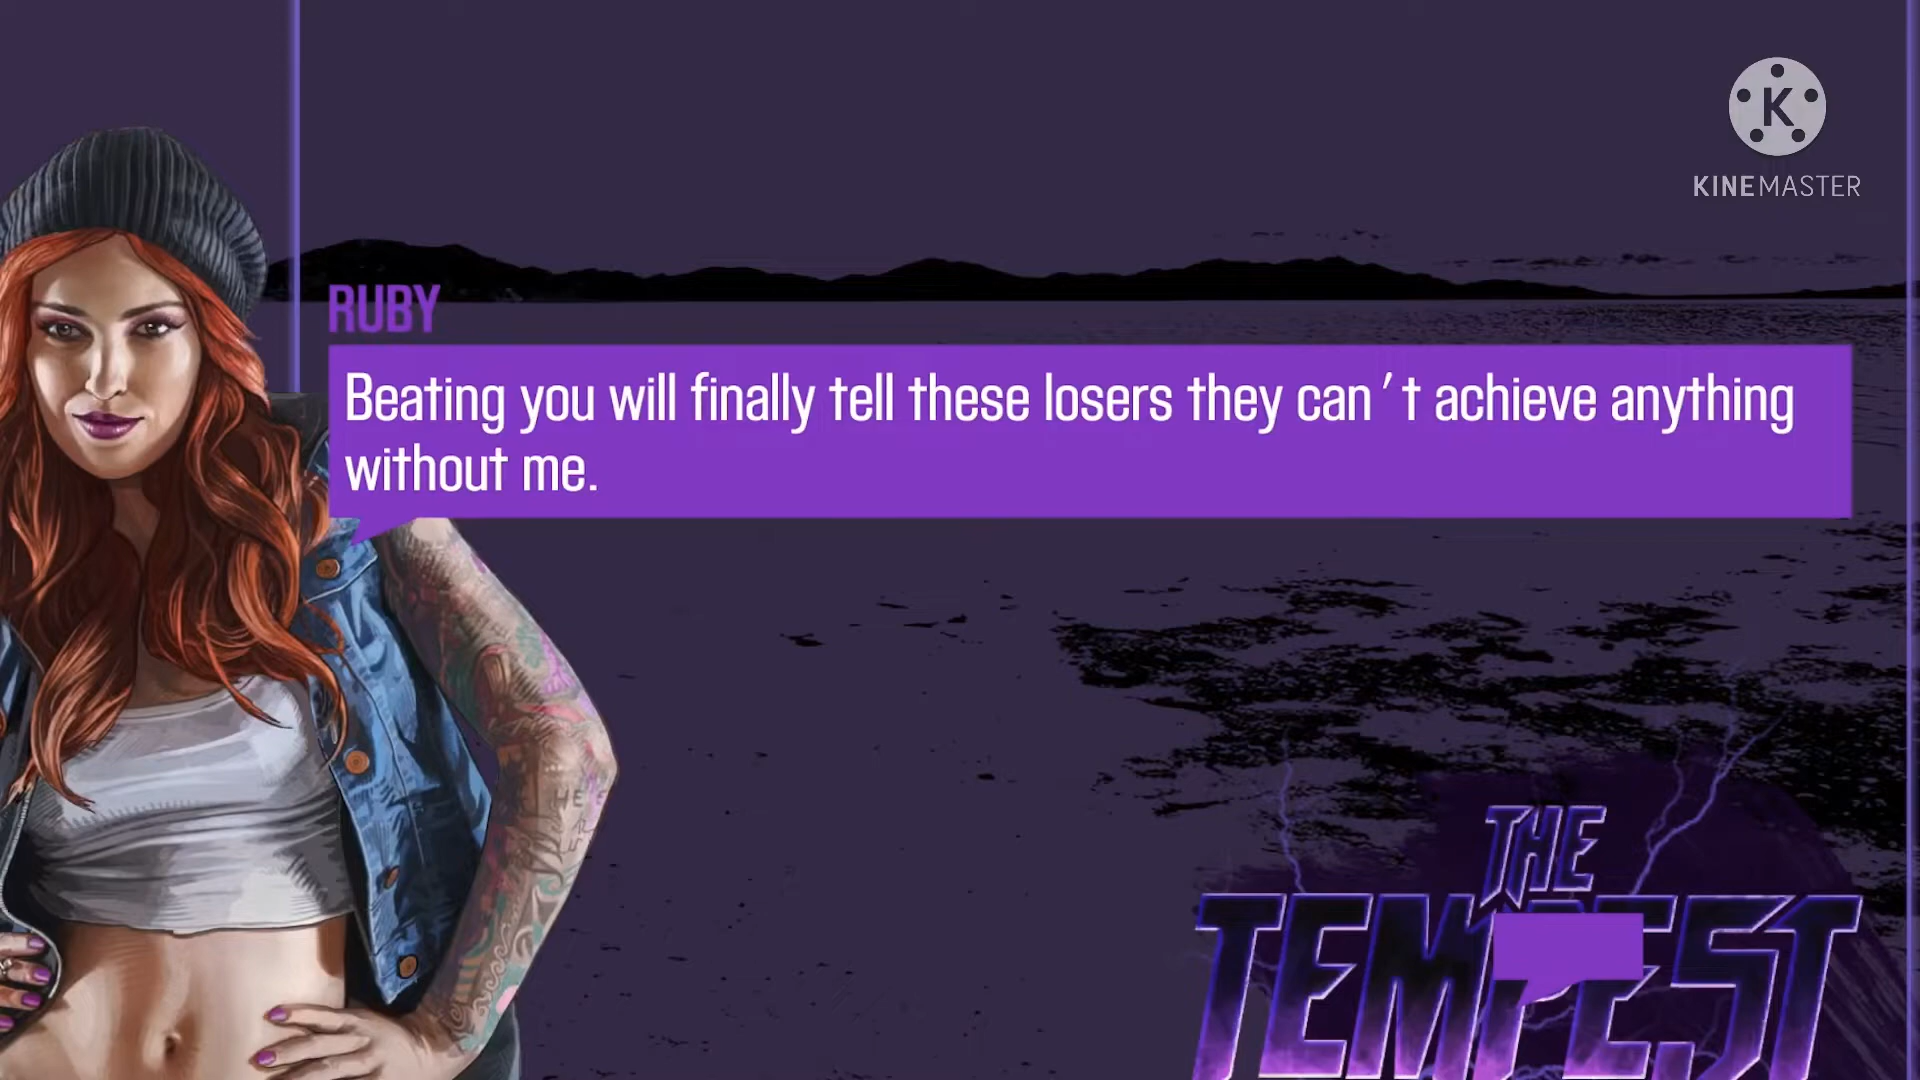 K
KINEMASTER
RUBY
Beating you will finally tell these losers they can't achieve anything
without me.
THE
TEMPEST